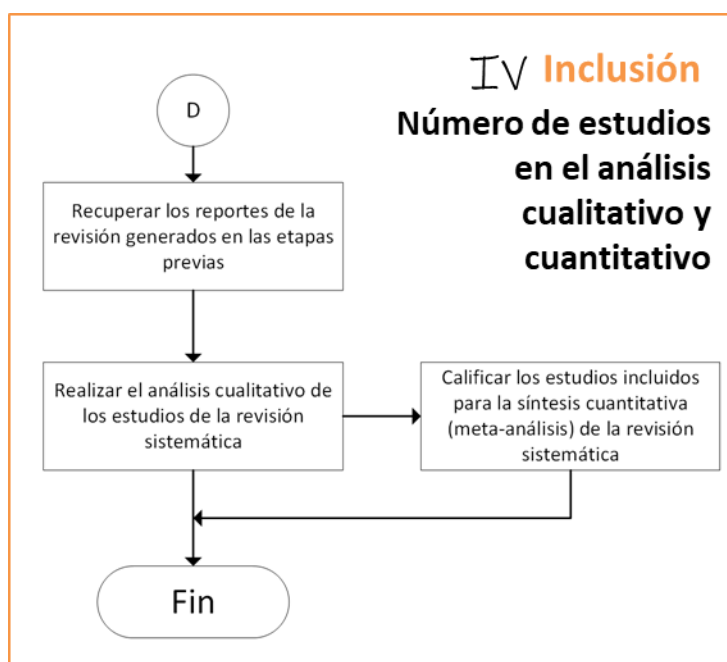 IV Inclusión
Número de estudios
en el análisis
cualitativo y
cuantitativo
D
Recuperar los reportes de la
revisión generados en las etapas
previas
Realizar el análisis cualitativo de
los estudios de la revisión
sistemática
Calificar los estudios incluidos
para la síntesis cuantitativa
(meta-análisis) de la revisión
sistemática
Fin